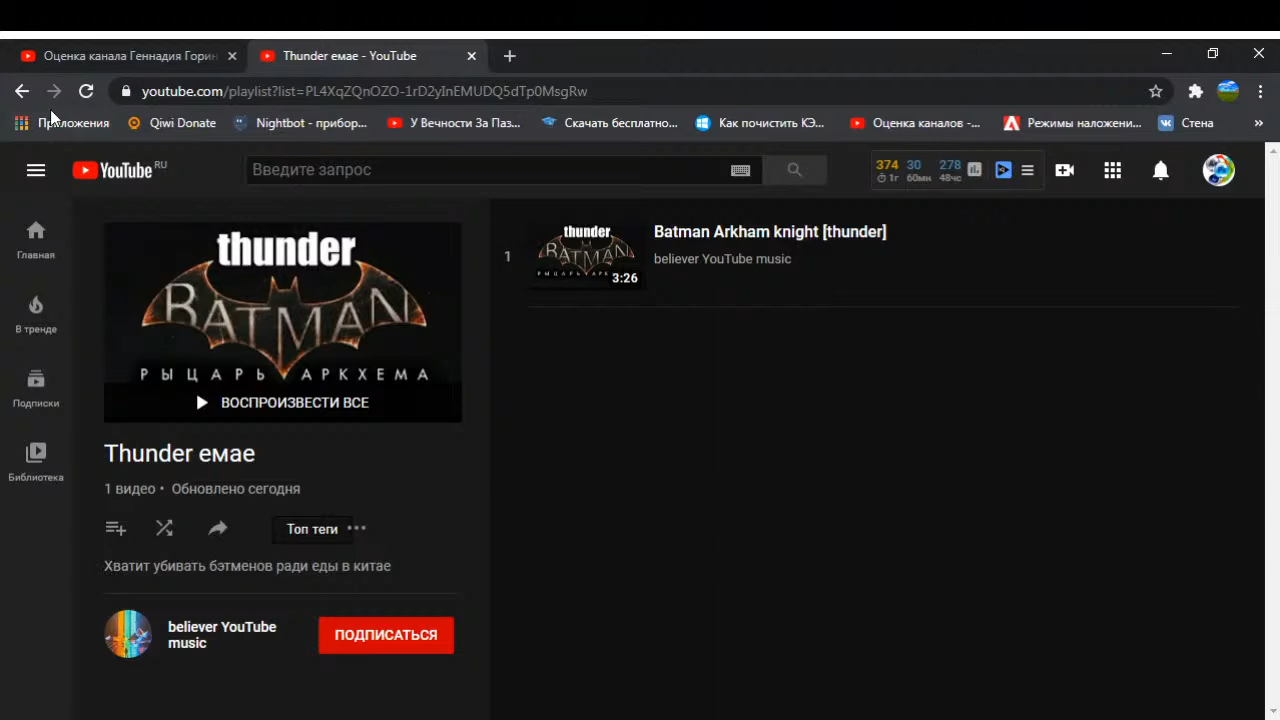 Оценка канала Геннадия Горин
Thunder емае - YouTube
youtube.com/playlist?list=PL4XqZQnOZO-1rD2yInEMUDQ5dTp0MsgRw
Приложения
Qiwi Donate
Nightbot - прибор...
У Вечности За Паз...
Скачать бесплатно...
Как почистить КЭ...
Оценка каналов -...
Режимы наложени...
Стена
YouTube RU
Введите запрос
374 30 278
1г 60мн 48чс
Главная
В тренде
Подписки
Библиотека
thunder
BATMAN
РЫЦАРЬ АРКХЕМА
ВОСПРОИЗВЕСТИ ВСЕ
Thunder емае
1 видео • Обновлено сегодня
Топ теги
Хватит убивать бэтменов ради еды в китае
believer YouTube
music
ПОДПИСАТЬСЯ
1
thunder
BATMAN
3:26
Batman Arkham knight [thunder]
believer YouTube music